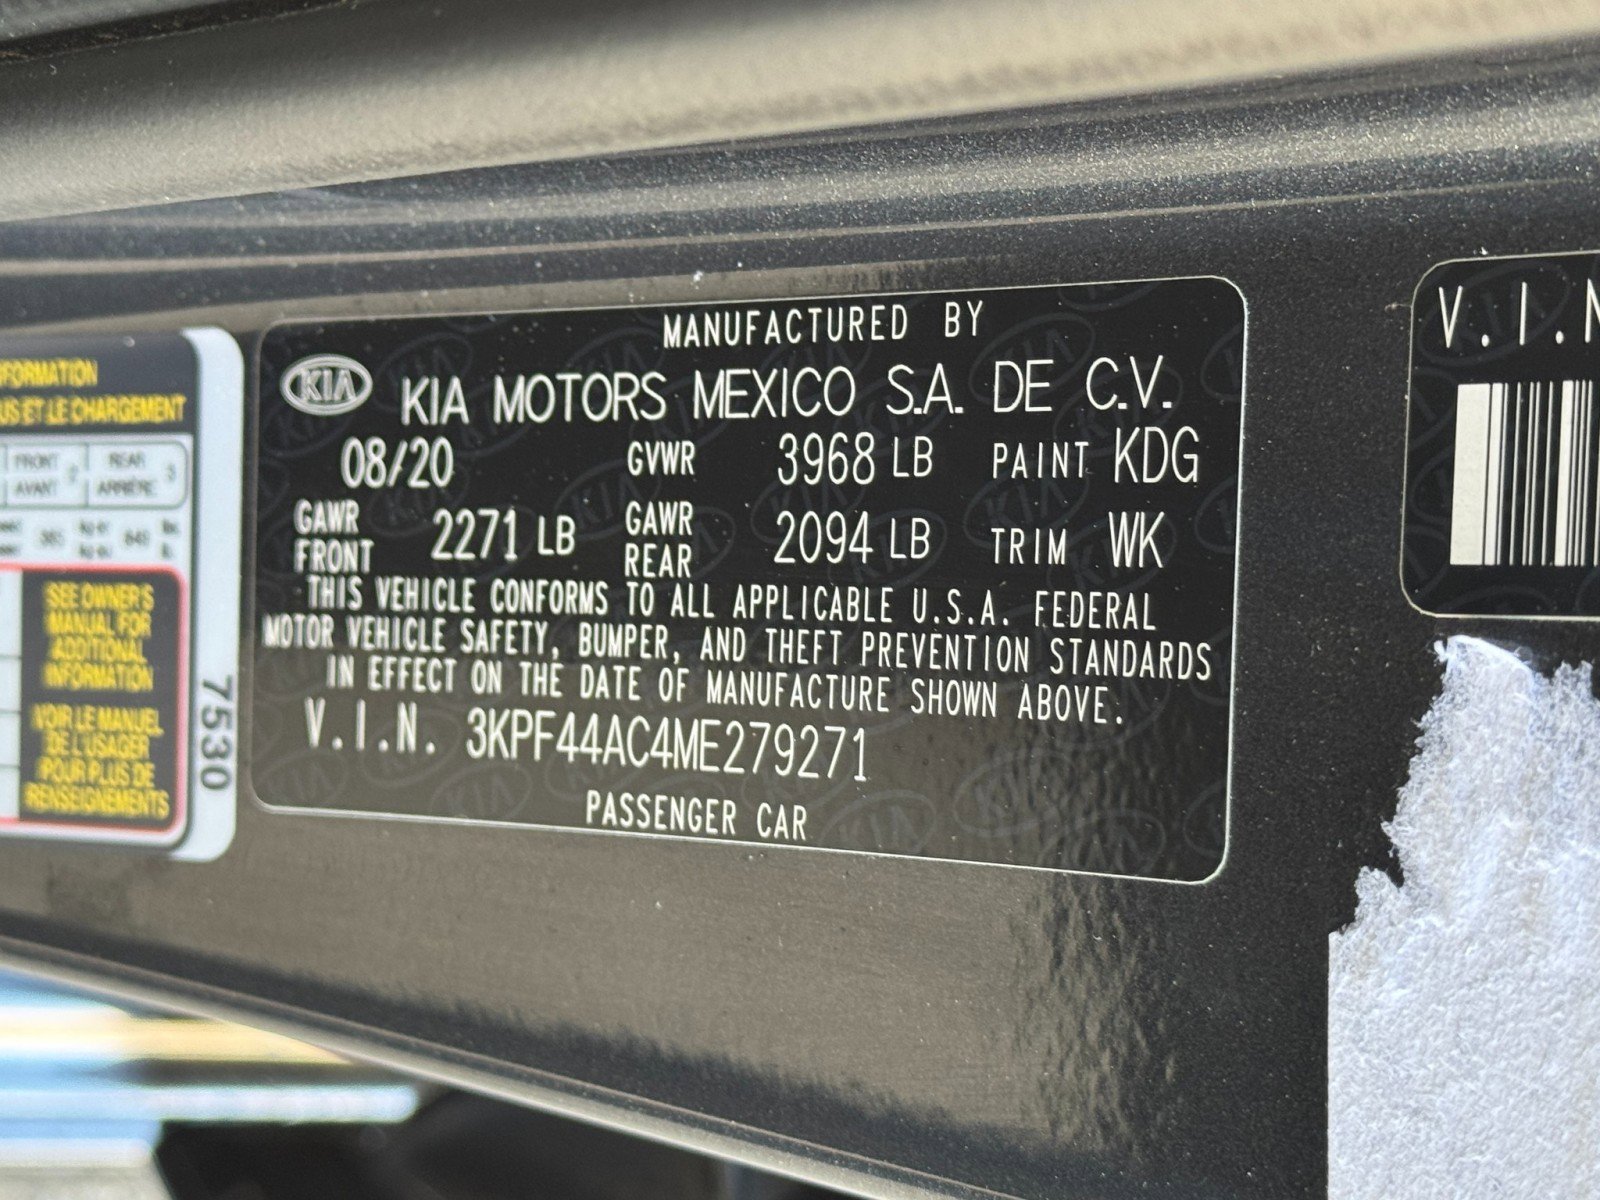 MANUFACTURED BY
KIA KIA MOTORS MEXICO S.A. DE C.V.
08/20 GVWR 3968 LB PAINT KDG
GAWR FRONT 2271 LB GAWR REAR 2094 LB TRIM WK
THIS VEHICLE CONFORMS TO ALL APPLICABLE U.S.A. FEDERAL
MOTOR VEHICLE SAFETY, BUMPER, AND THEFT PREVENTION STANDARDS
IN EFFECT ON THE DATE OF MANUFACTURE SHOWN ABOVE.
V.I.N. 3KPF44AC4ME279271
PASSENGER CAR
US ET LE CHARGEMENT
FRONT 2 REAR 3
AVANT ARRIÈRE
SEE OWNER'S
MANUAL FOR
ADDITIONAL
INFORMATION
VOIR LE MANUEL
DE L'USAGER
POUR PLUS DE
RENSEIGNEMENTS
7530
V.I.N